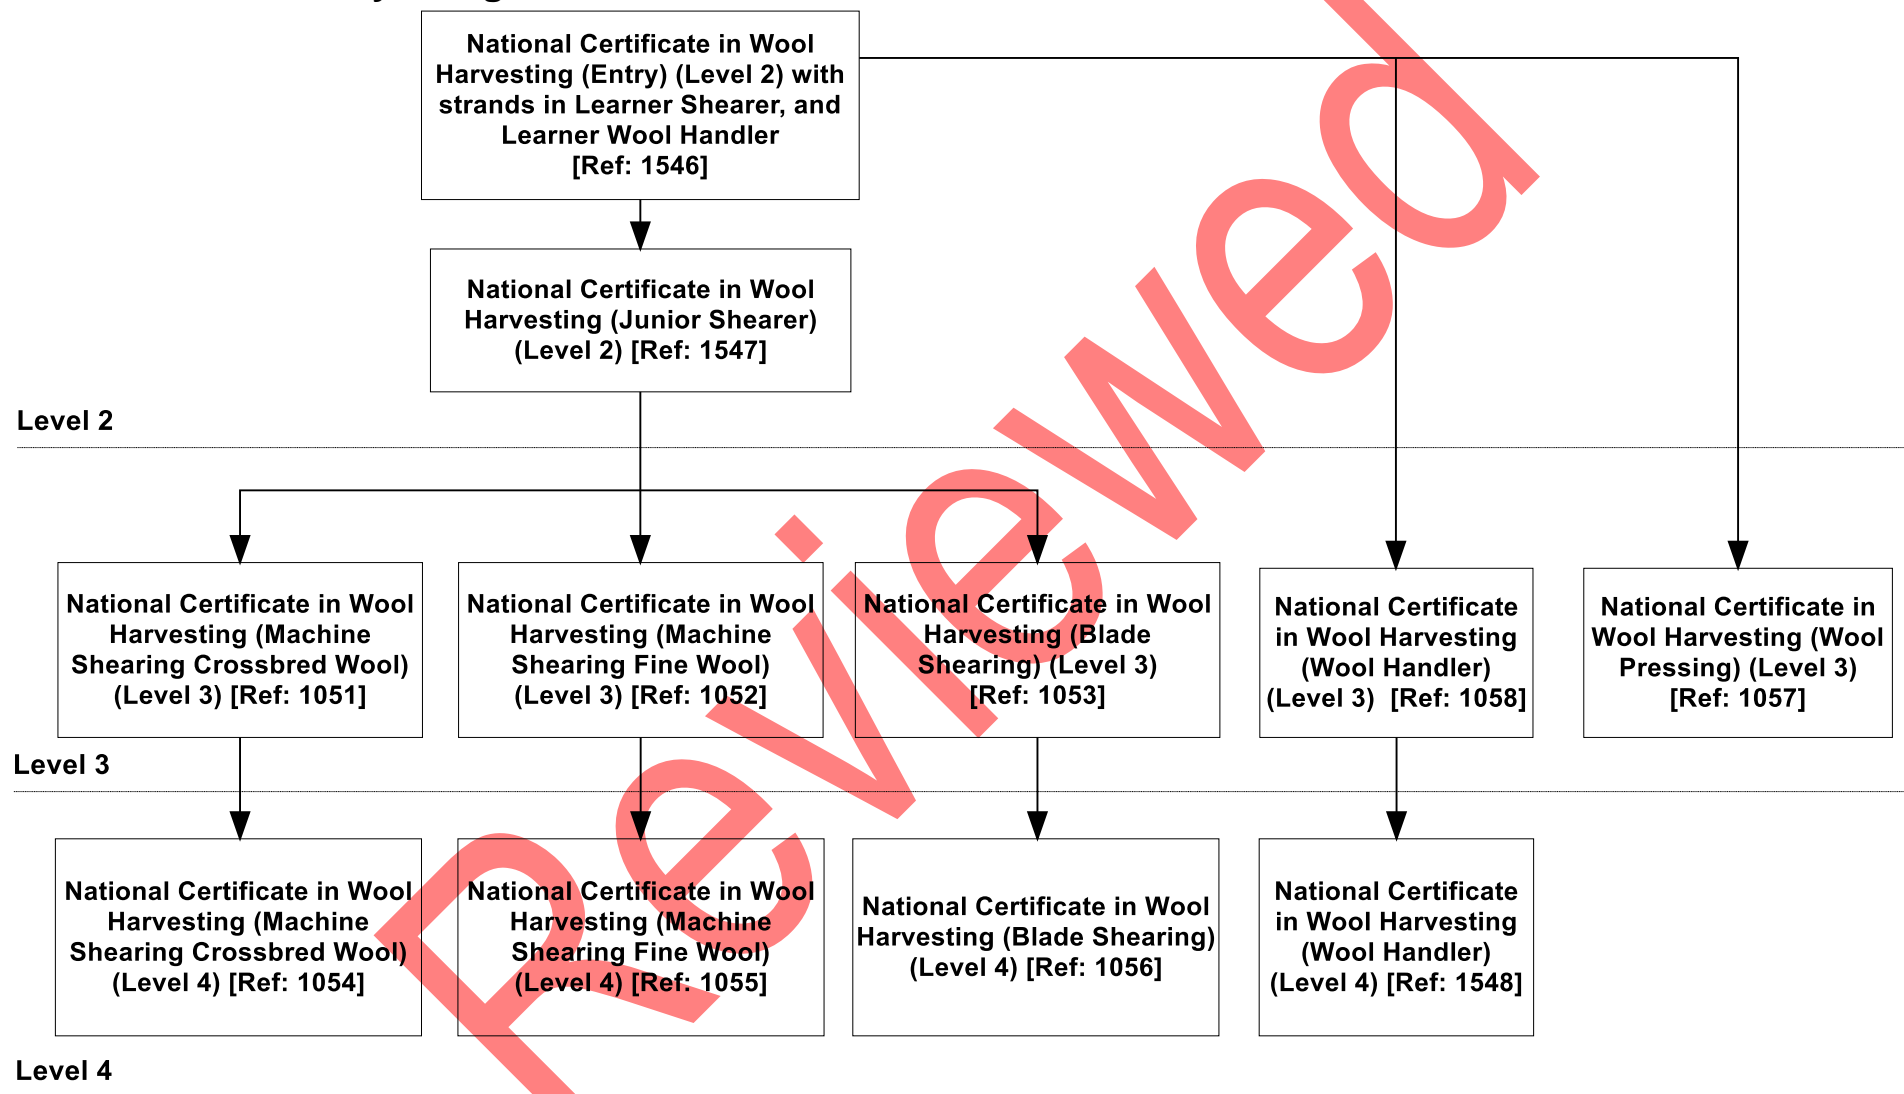 National Certificate in Wool
Harvesting (Entry) (Level 2) with
strands in Learner Shearer, and
Learner Wool Handler
[Ref: 1546]
National Certificate in Wool
Harvesting (Junior Shearer)
(Level 2) [Ref: 1547]
Level 2
National Certificate in Wool
Harvesting (Machine
Shearing Crossbred Wool)
(Level 3) [Ref: 1051]
National Certificate in Wool
Harvesting (Machine
Shearing Fine Wool)
(Level 3) [Ref: 1052]
National Certificate in Wool
Harvesting (Blade
Shearing) (Level 3)
[Ref: 1053]
National Certificate
in Wool Harvesting
(Wool Handler)
(Level 3)  [Ref: 1058]
National Certificate in
Wool Harvesting (Wool
Pressing) (Level 3)
[Ref: 1057]
Level 3
National Certificate in Wool
Harvesting (Machine
Shearing Crossbred Wool)
(Level 4) [Ref: 1054]
National Certificate in Wool
Harvesting (Machine
Shearing Fine Wool)
(Level 4) [Ref: 1055]
National Certificate in Wool
Harvesting (Blade Shearing)
(Level 4) [Ref: 1056]
National Certificate
in Wool Harvesting
(Wool Handler)
(Level 4) [Ref: 1548]
Level 4
Reviewed